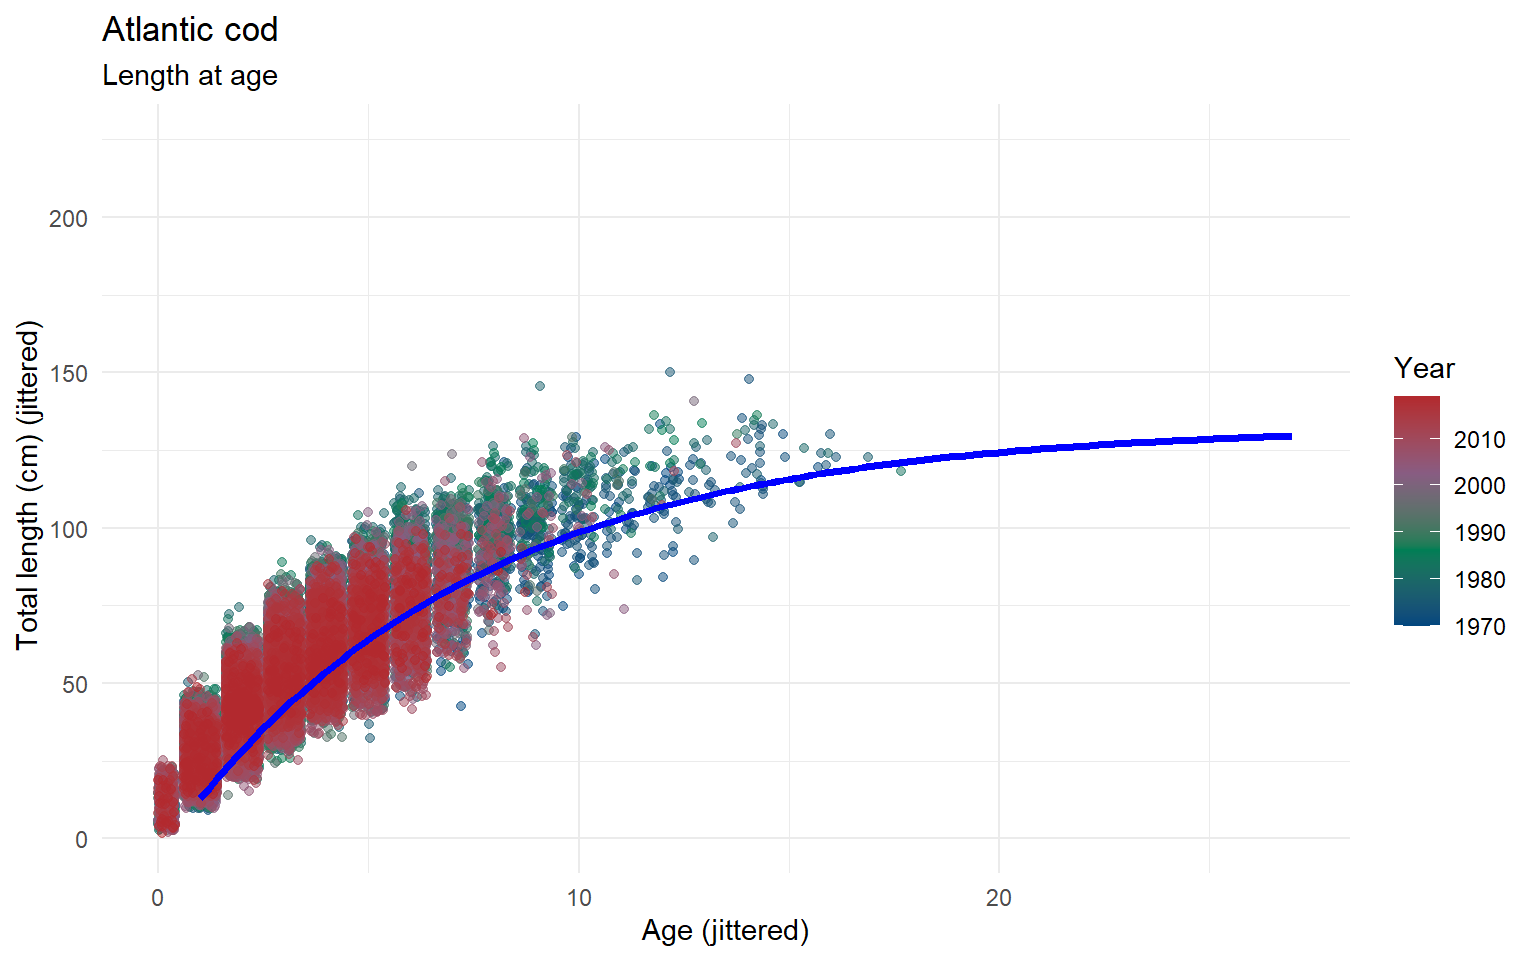 Atlantic cod
Length at age
Total length (cm) (jittered)
200
150
100
50
0
0 10 20
Age (jittered)
Year
2010
2000
1990
1980
1970